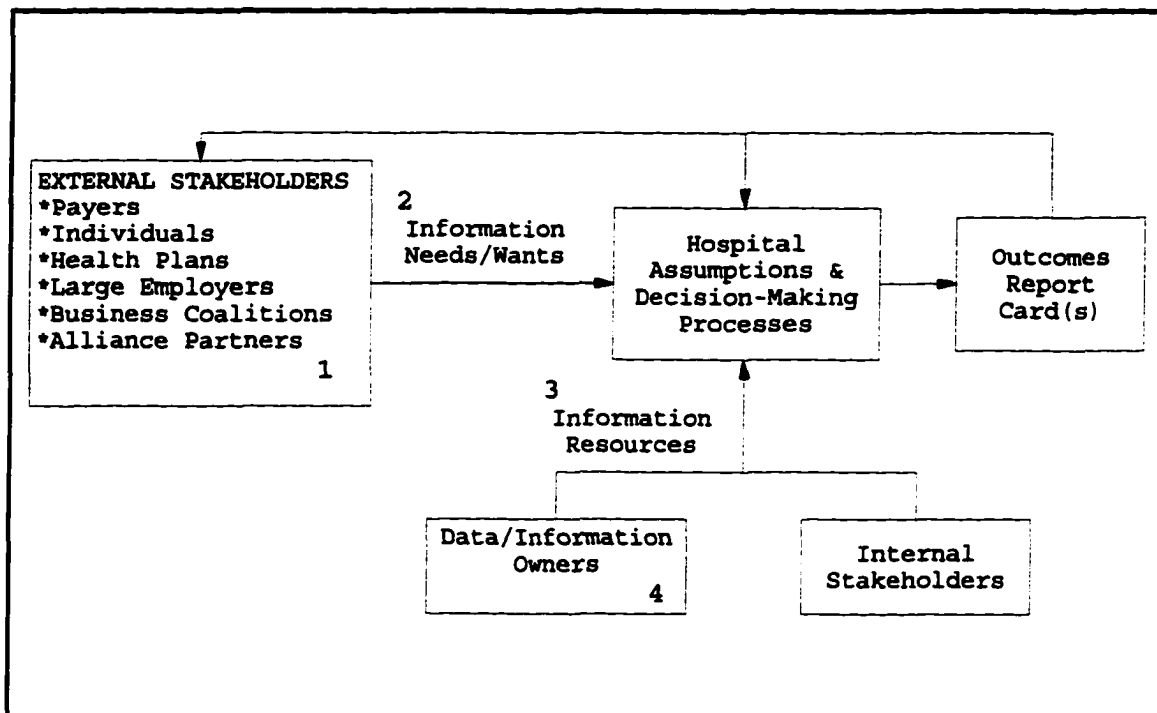 EXTERNAL STAKEHOLDERS
*Payers
*Individuals
*Health Plans
*Large Employers
*Business Coalitions
*Alliance Partners
1
2
Information
Needs/Wants
Hospital
Assumptions &
Decision-Making
Processes
Outcomes
Report
Card(s)
3
Information
Resources
Data/Information
Owners
4
Internal
Stakeholders